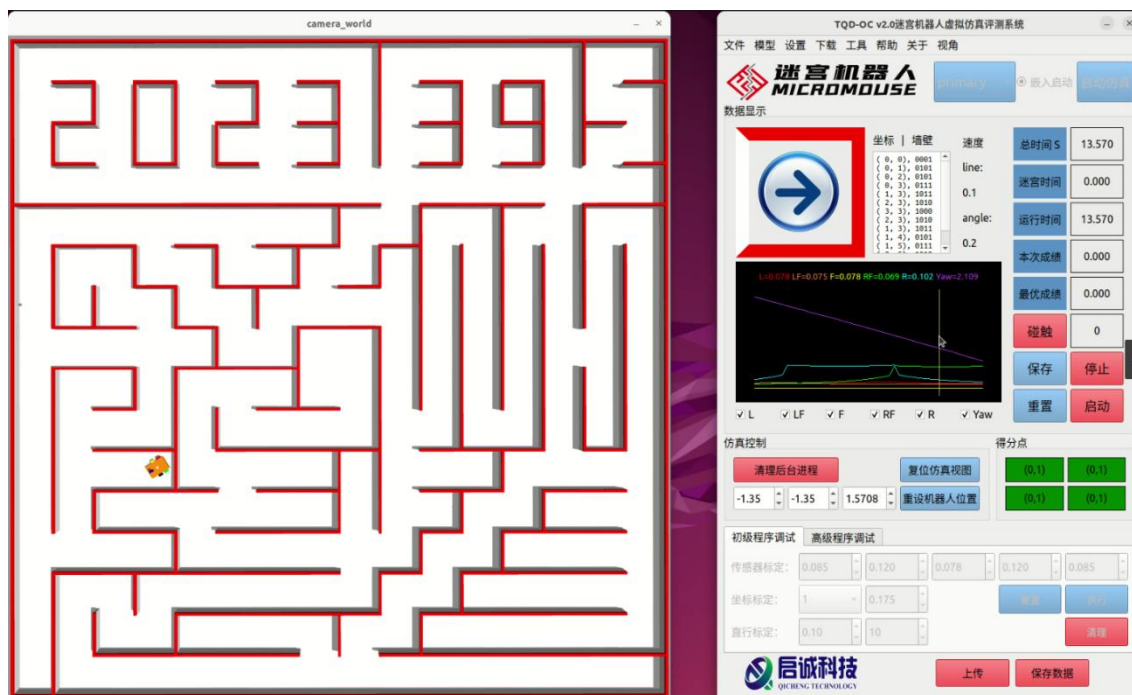 camera_world
20233395
TQD-OC v2.0迷宫机器人虚拟仿真评测系统
文件 模型 设置 下载 工具 帮助 关于 视角
迷宫机器人
MICROMOUSE
primary
嵌入启动
启动仿真
数据显示
坐标 | 墙壁
( 0, 0), 0001
( 0, 1), 0101
( 0, 2), 0101
( 0, 3), 0111
( 1, 3), 1011
( 2, 3), 1010
( 3, 3), 1000
( 2, 3), 1010
( 1, 3), 1011
( 1, 4), 0101
( 1, 5), 0111
速度
line:
0.1
angle:
0.2
总时间 S 13.570
迷宫时间 0.000
运行时间 13.570
本次成绩 0.000
最优成绩 0.000
碰触 0
保存 停止
重置 启动
L=0.078 LF=0.075 F=0.078 RF=0.069 R=0.102 Yaw=2.109
L LF F RF R Yaw
仿真控制
清理后台进程 复位仿真视图
-1.35 -1.35 1.5708 重设机器人位置
得分点
(0,1) (0,1)
(0,1) (0,1)
初级程序调试 高级程序调试
传感器标定: 0.085 0.120 0.078 0.120 0.085
坐标标定: 1 0.175
直行标定: 0.10 10
清理
启诚科技
QICHENG TECHNOLOGY
上传 保存数据